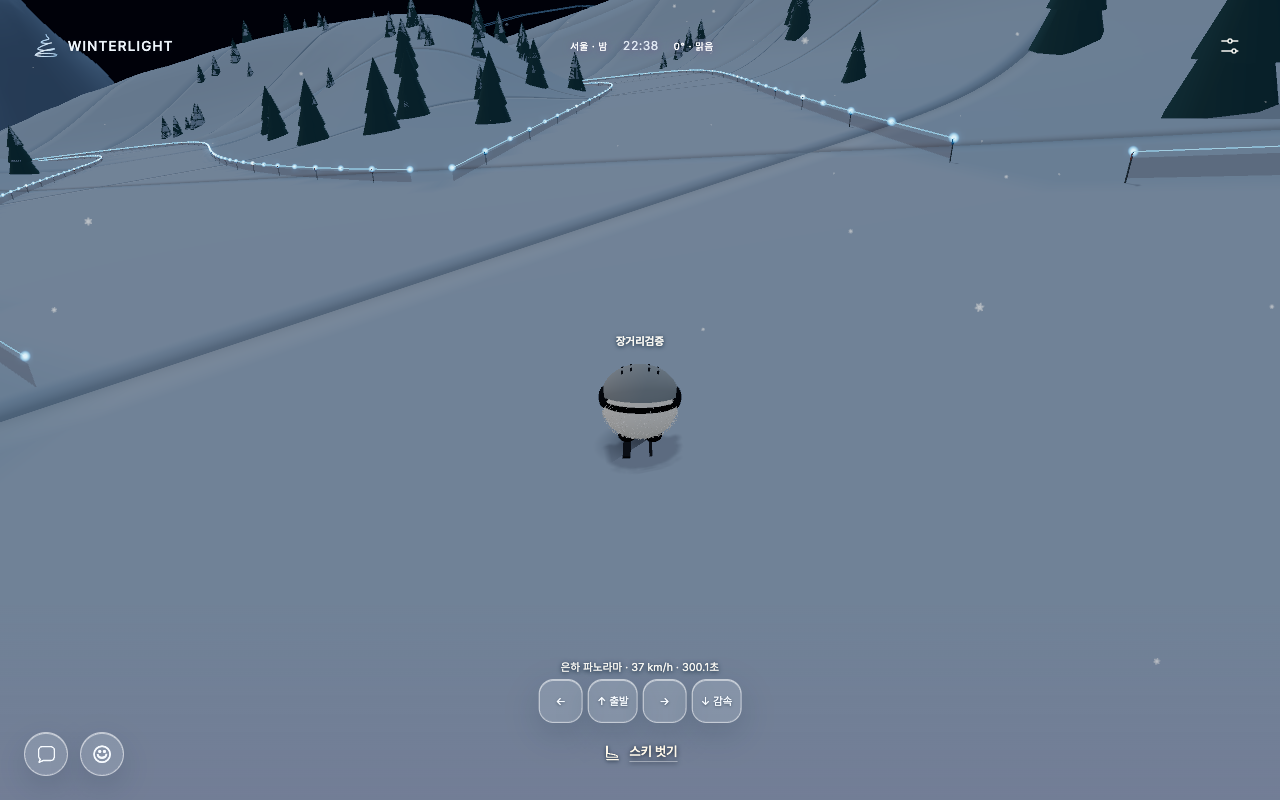 WINTERLIGHT
서울 · 밤 22:38 0° · 맑음
장거리검증
은하 파노라마 · 37 km/h · 300.1초
← ↑ 출발 → ↓ 감속
스키 벗기